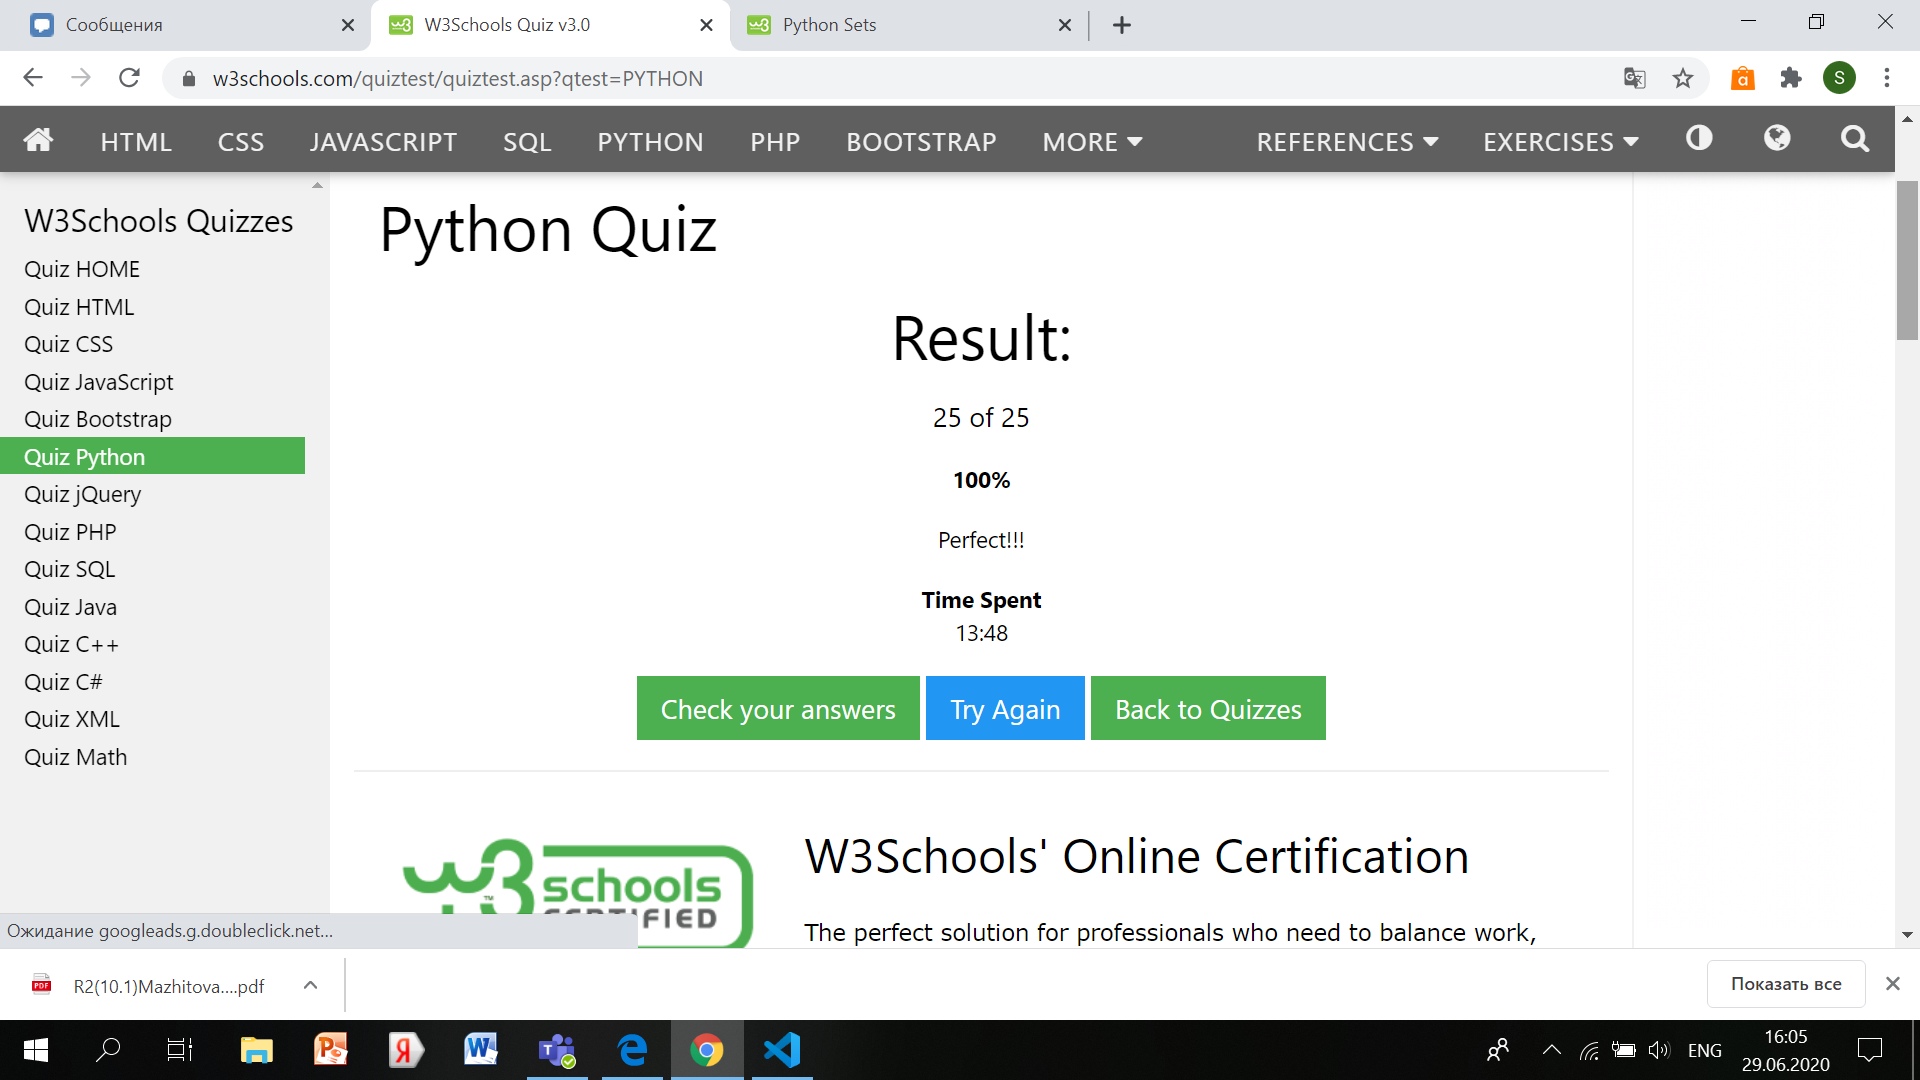 Сообщения
W3Schools Quiz v3.0
Python Sets
w3schools.com/quiztest/quiztest.asp?qtest=PYTHON
S
HTML CSS JAVASCRIPT SQL PYTHON PHP BOOTSTRAP MORE REFERENCES EXERCISES
W3Schools Quizzes
Quiz HOME
Quiz HTML
Quiz CSS
Quiz JavaScript
Quiz Bootstrap
Quiz Python
Quiz jQuery
Quiz PHP
Quiz SQL
Quiz Java
Quiz C++
Quiz C#
Quiz XML
Quiz Math
Python Quiz
Result:
25 of 25
100%
Perfect!!!
Time Spent
13:48
Check your answers
Try Again
Back to Quizzes
w3schools
CERTIFIED
W3Schools' Online Certification
The perfect solution for professionals who need to balance work,
Ожидание googleads.g.doubleclick.net...
PDF
R2(10.1)Mazhitova....pdf
Показать все
ENG
16:05
29.06.2020